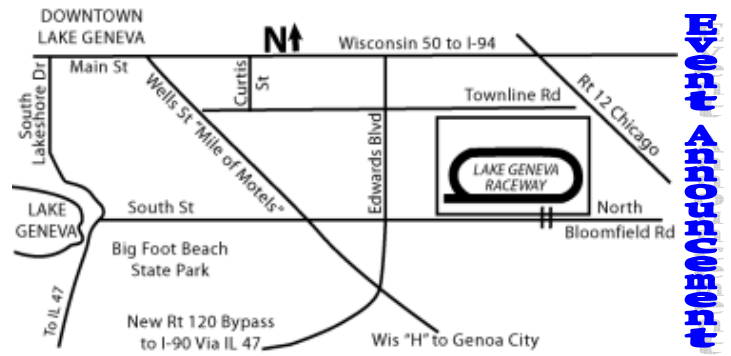 DOWNTOWN
LAKE GENEVA
N
Wisconsin 50 to I-94
Main St
South
Lakeshore Dr
Wells St "Mile of Motels"
Curtis
St
Townline Rd
Rt 12 Chicago
Edwards Blvd
LAKE GENEVA
RACEWAY
LAKE
GENEVA
South St
North
Bloomfield Rd
Big Foot Beach
State Park
To IL 47
New Rt 120 Bypass
to I-90 Via IL 47
Wis "H" to Genoa City
Event Announcement